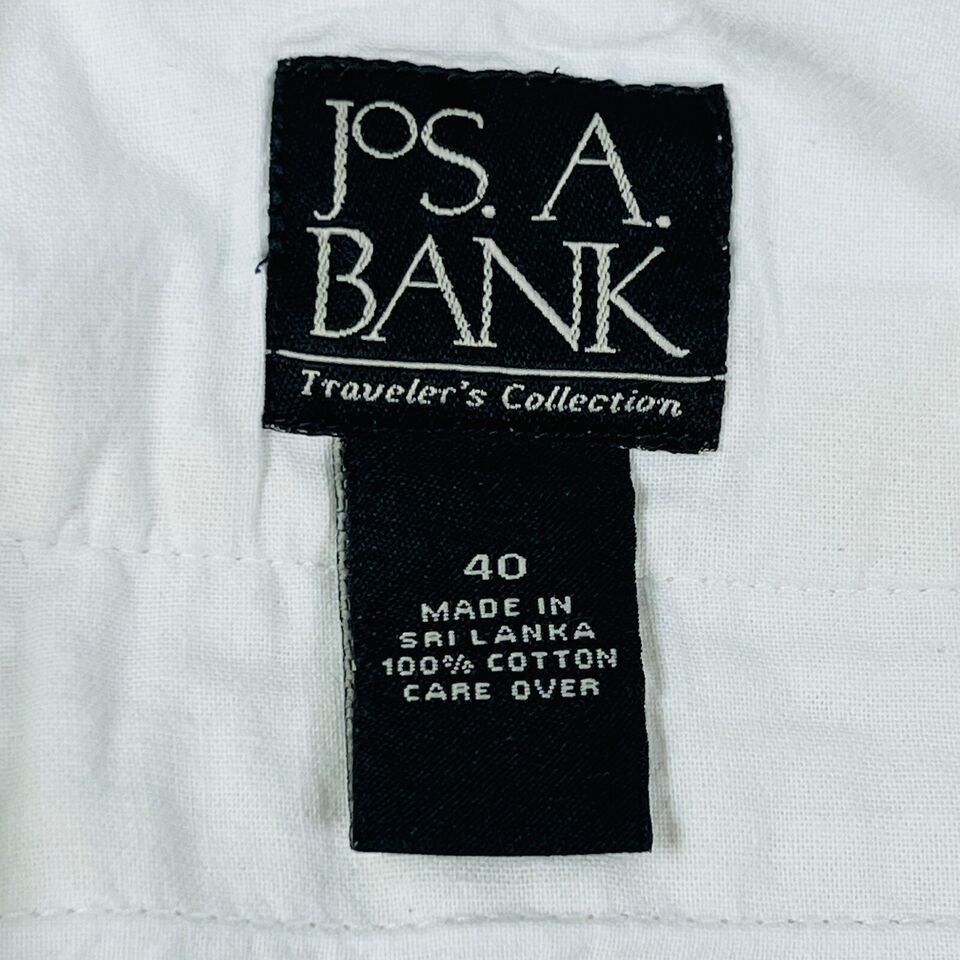 JOS. A.
BANK
Traveler's Collection
40
MADE IN
SRI LANKA
100% COTTON
CARE OVER